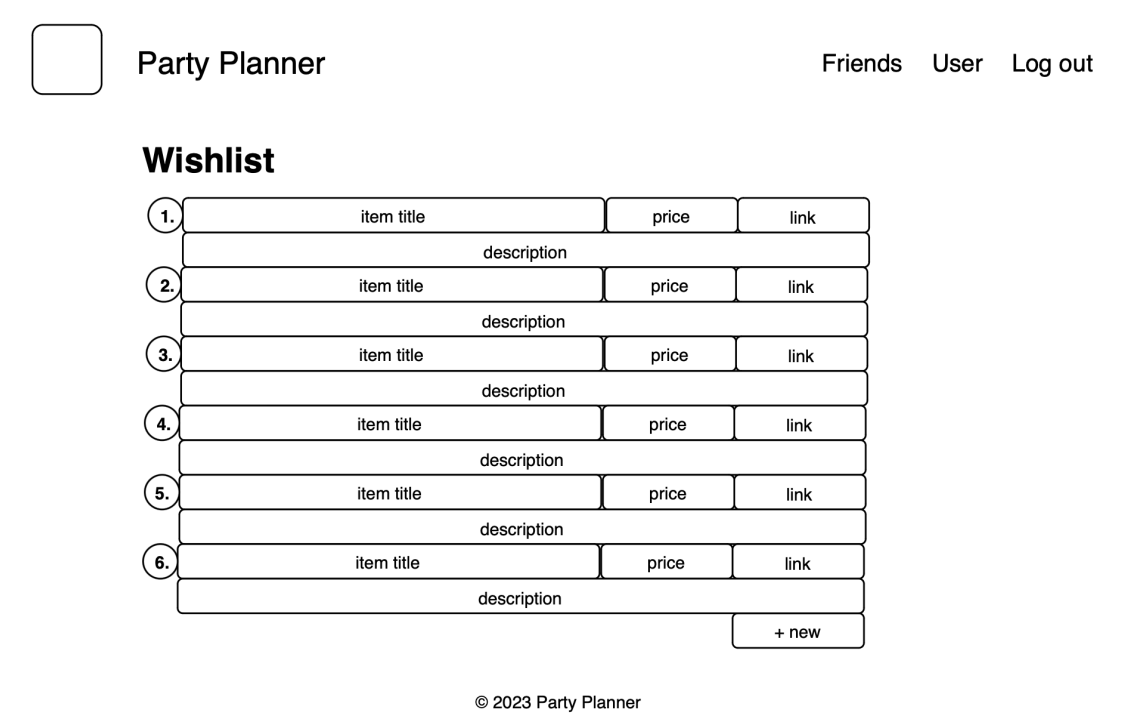 Party Planner Friends User Log out
Wishlist
1. item title price link
description
2. item title price link
description
3. item title price link
description
4. item title price link
description
5. item title price link
description
6. item title price link
description
+ new
© 2023 Party Planner